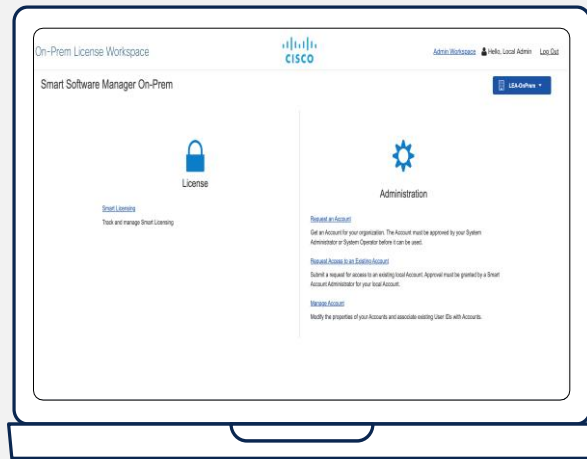 On-Prem License Workspace
CISCO
Admin Workspace Hello, Local Admin Log Out
Smart Software Manager On-Prem
LEA-OnPrem
License
Smart Licensing
Track and manage Smart Licensing
Administration
Request an Account
Get an Account for your organization. The Account must be approved by your System
Administrator or System Operator before it can be used.
Request Access to an Existing Account
Submit a request for access to an existing local Account. Approval must be granted by a Smart
Account Administrator for your local Account.
Manage Account
Modify the properties of your Accounts and associate existing User IDs with Accounts.